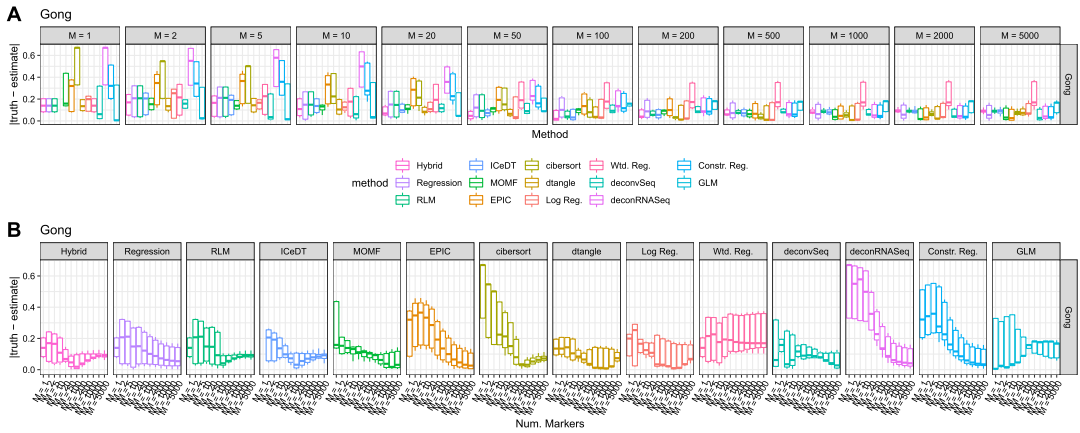 A
Gong
M = 1
M = 2
M = 5
M = 10
M = 20
M = 50
M = 100
M = 200
M = 500
M = 1000
M = 2000
M = 5000
|truth − estimate|
0.6
0.4
0.2
0.0
Gong
Method
method
Hybrid
Regression
RLM
ICeDT
MOMF
EPIC
cibersort
dtangle
Log Reg.
Wtd. Reg.
deconvSeq
deconRNASeq
Constr. Reg.
GLM
B
Gong
Hybrid
Regression
RLM
ICeDT
MOMF
EPIC
cibersort
dtangle
Log Reg.
Wtd. Reg.
deconvSeq
deconRNASeq
Constr. Reg.
GLM
|truth − estimate|
0.6
0.4
0.2
0.0
Gong
Num. Markers